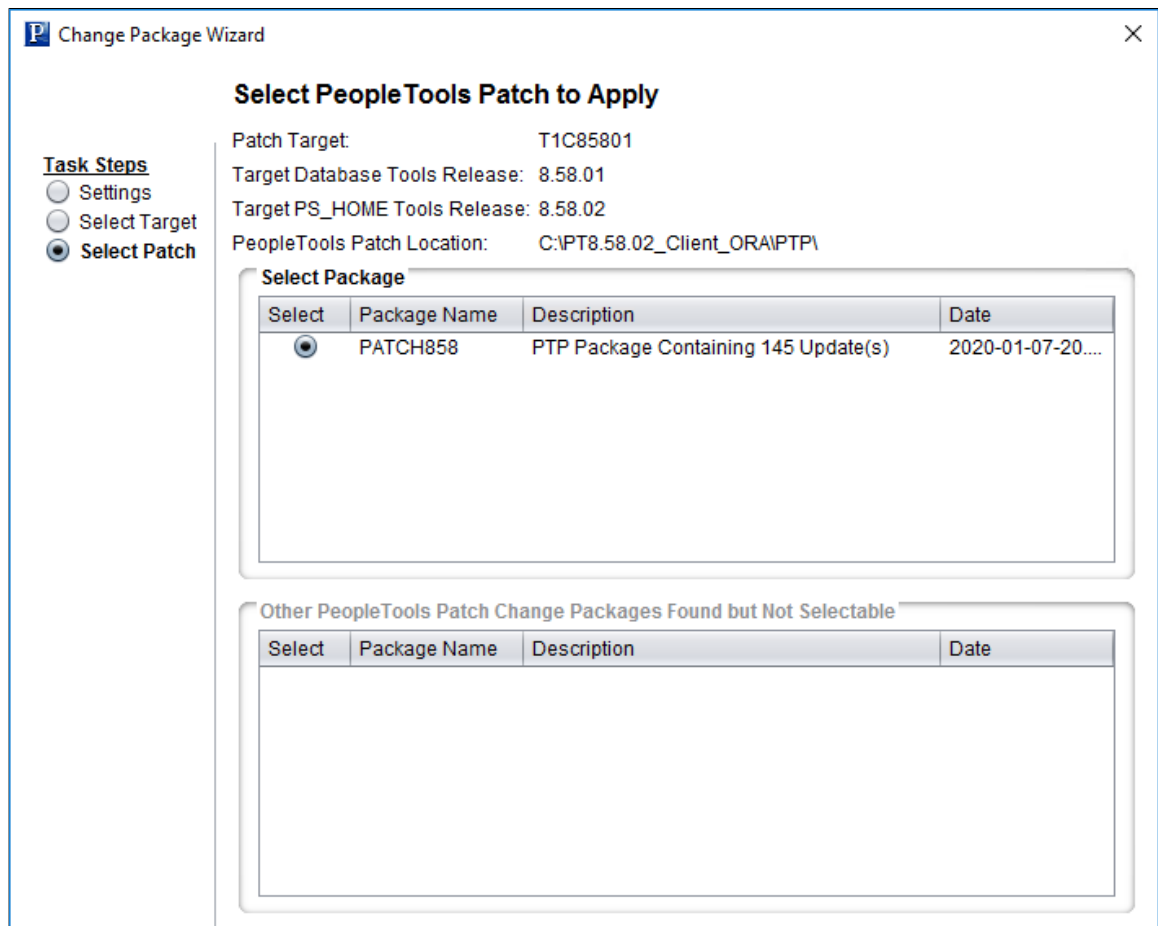 Change Package Wizard
Select PeopleTools Patch to Apply
Task Steps
Settings
Select Target
Select Patch
Patch Target: T1C85801
Target Database Tools Release: 8.58.01
Target PS_HOME Tools Release: 8.58.02
PeopleTools Patch Location: C:\PT8.58.02_Client_ORA\PTP\
Select Package
Select Package Name Description Date
PATCH858 PTP Package Containing 145 Update(s) 2020-01-07-20....
Other PeopleTools Patch Change Packages Found but Not Selectable
Select Package Name Description Date